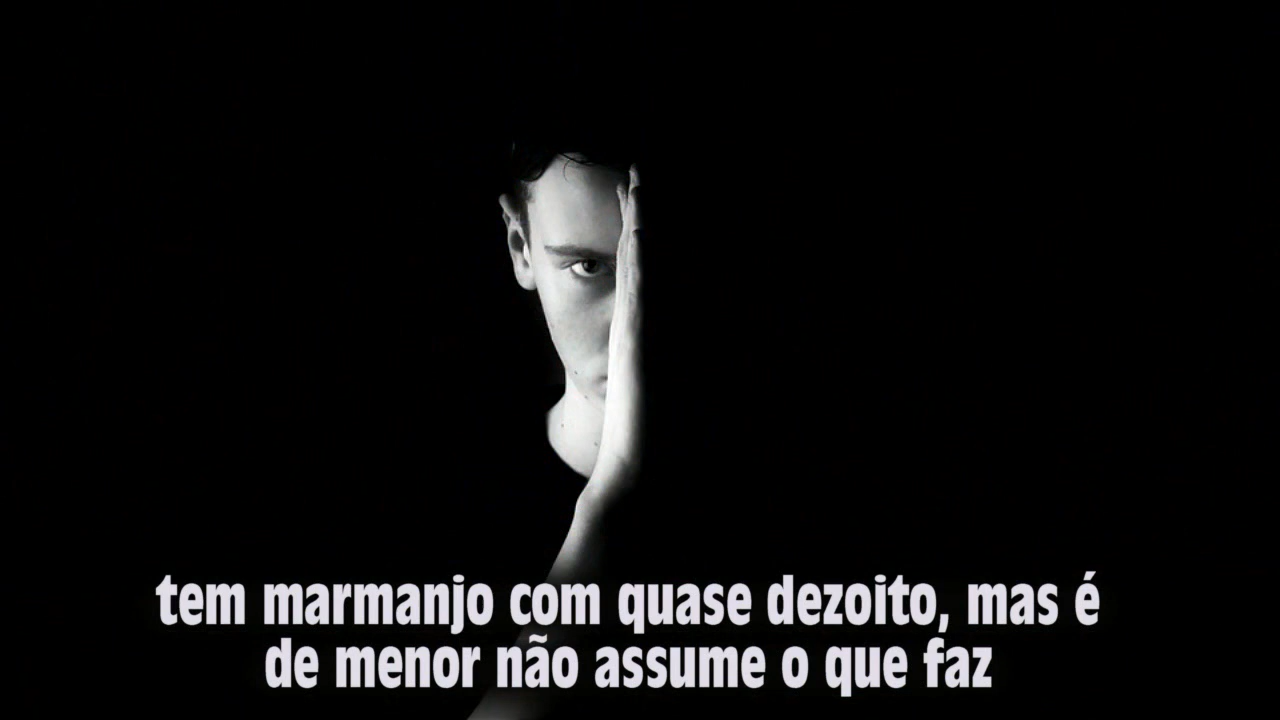 tem marmanjo com quase dezoito, mas é
de menor não assume o que faz